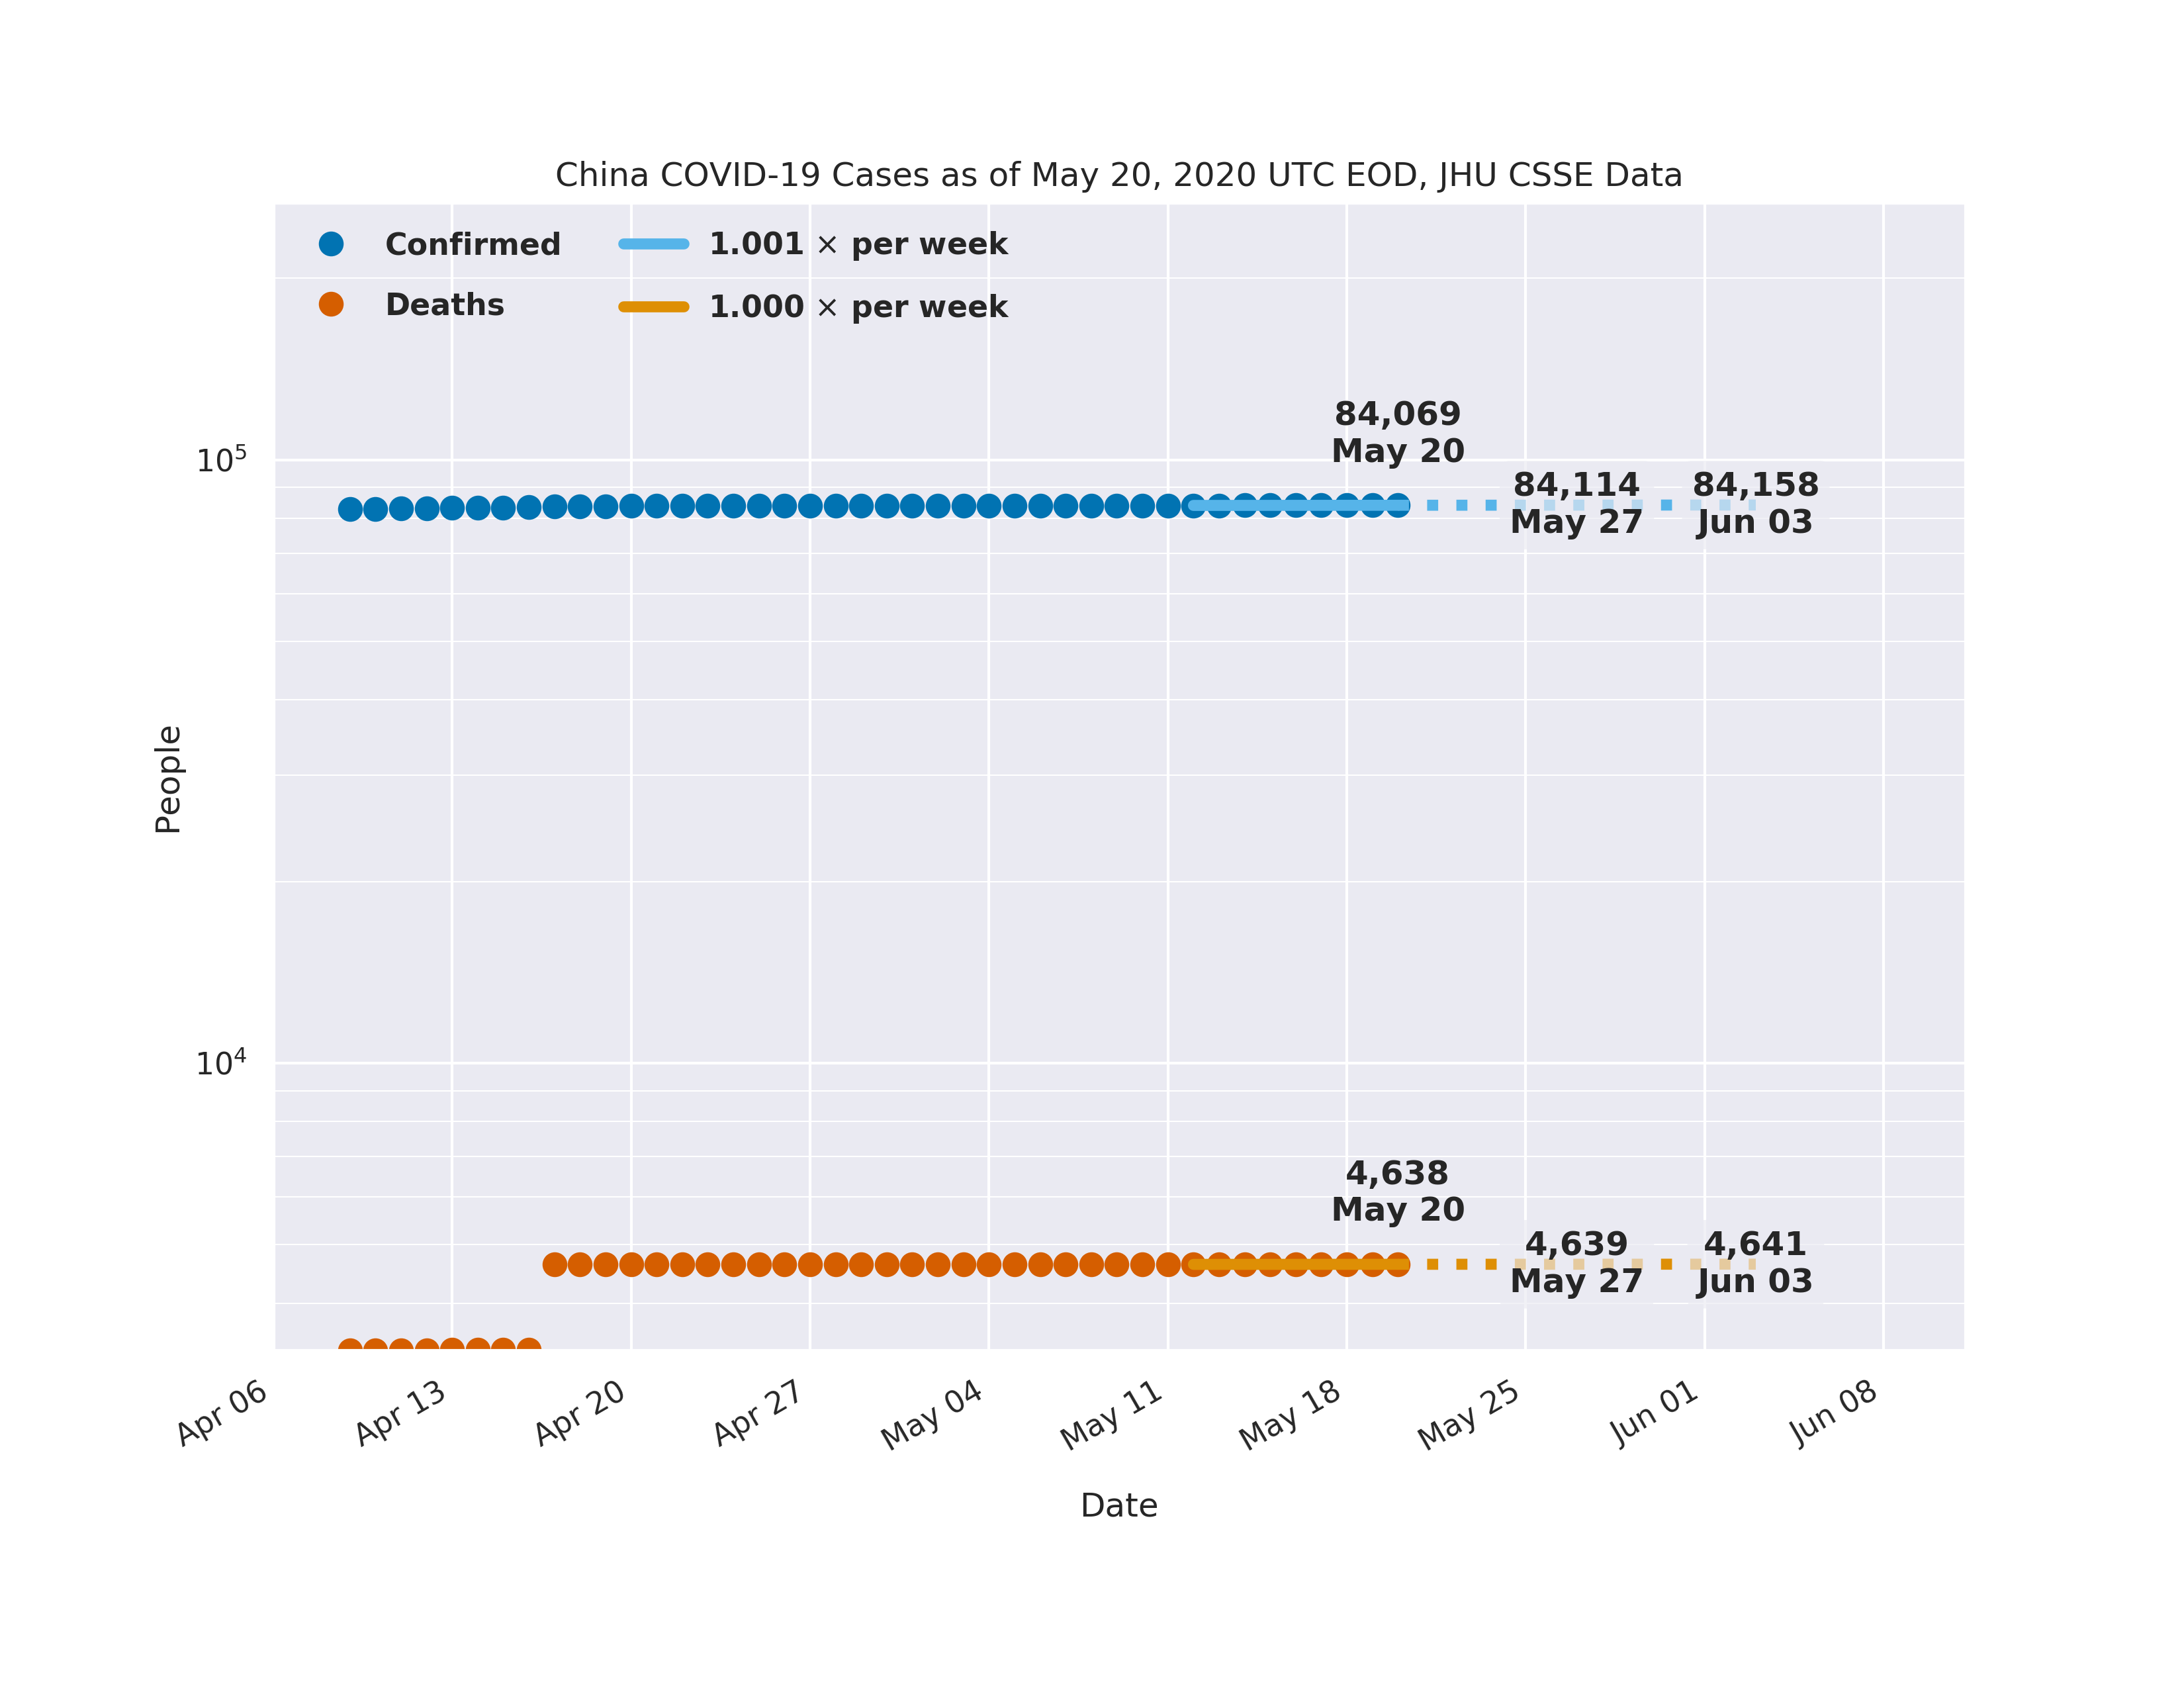 China COVID-19 Cases as of May 20, 2020 UTC EOD, JHU CSSE Data
Confirmed
Deaths
1.001 × per week
1.000 × per week
84,069
May 20
84,114
May 27
84,158
Jun 03
10⁵
People
10⁴
4,638
May 20
4,639
May 27
4,641
Jun 03
Apr 06
Apr 13
Apr 20
Apr 27
May 04
May 11
May 18
May 25
Jun 01
Jun 08
Date